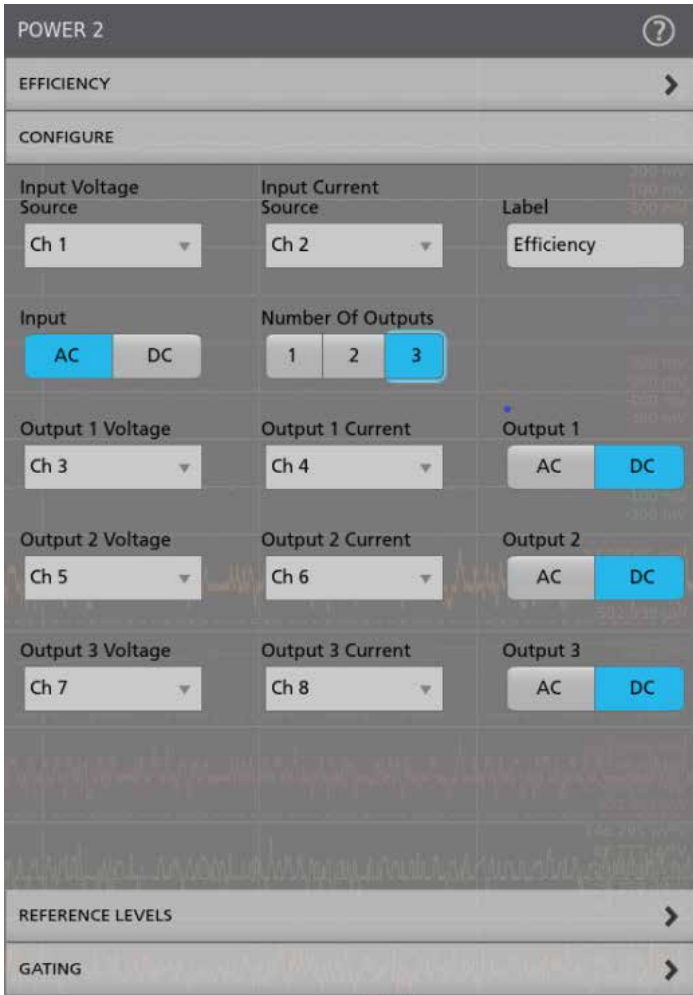 POWER 2 ?
EFFICIENCY
CONFIGURE
Input Voltage Input Current
Source Source Label
Ch 1 Ch 2 Efficiency
Input Number Of Outputs
AC DC 1 2 3
Output 1 Voltage Output 1 Current Output 1
Ch 3 Ch 4 AC DC
Output 2 Voltage Output 2 Current Output 2
Ch 5 Ch 6 AC DC
Output 3 Voltage Output 3 Current Output 3
Ch 7 Ch 8 AC DC
REFERENCE LEVELS
GATING